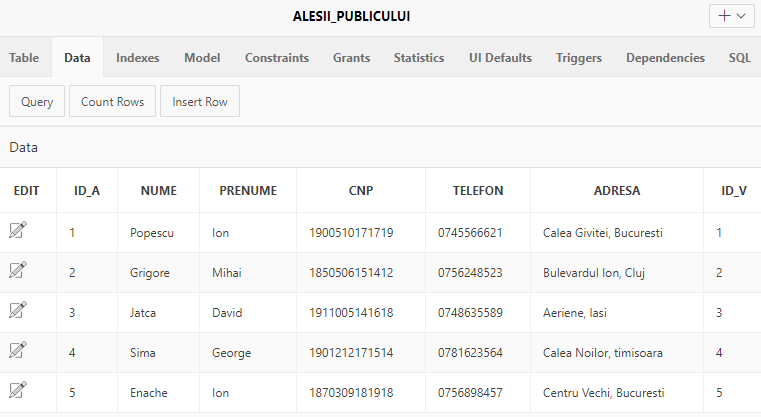 ALESII_PUBLICULUI
Table Data Indexes Model Constraints Grants Statistics UI Defaults Triggers Dependencies SQL
Query Count Rows Insert Row
Data
EDIT ID_A NUME PRENUME CNP TELEFON ADRESA ID_V
1 Popescu Ion 1900510171719 0745566621 Calea Givitei, Bucuresti 1
2 Grigore Mihai 1850506151412 0756248523 Bulevardul Ion, Cluj 2
3 Jatca David 1911005141618 0748635589 Aeriene, Iasi 3
4 Sima George 1901212171514 0781623564 Calea Noilor, timisoara 4
5 Enache Ion 1870309181918 0756898457 Centru Vechi, Bucuresti 5